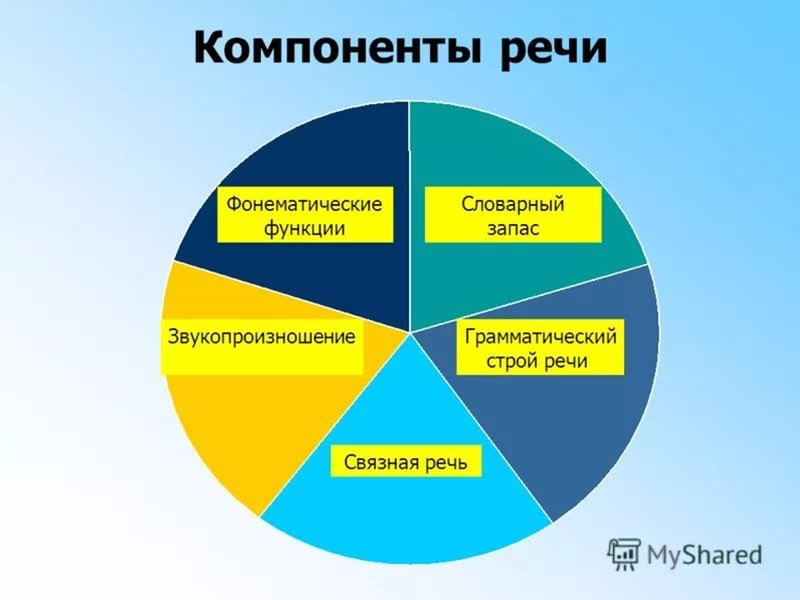 Компоненты речи
Фонематические
функции
Словарный
запас
Звукопроизношение
Грамматический
строй речи
Связная речь
MyShared